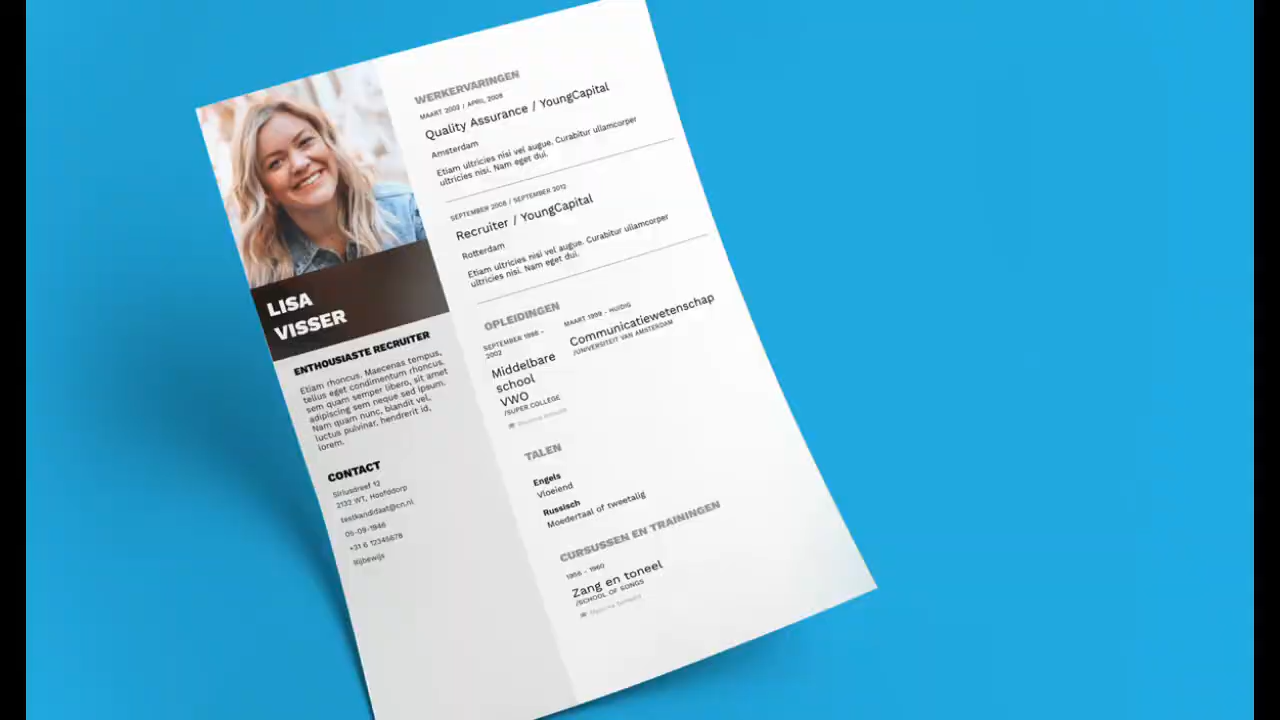 LISA
VISSER
ENTHOUSIASTE RECRUITER
Etiam rhoncus. Maecenas tempus,
tellus eget condimentum rhoncus,
sem quam semper libero, sit amet
adipiscing sem neque sed ipsum.
Nam quam nunc, blandit vel,
luctus pulvinar, hendrerit id,
lorem.
CONTACT
Siriusdreef 12
2132 WT, Hoofddorp
testkandidaat@cn.nl
05-09-1946
+31 6 12345678
Rijbewijs
WERKERVARINGEN
MAART 2002 / APRIL 2008
Quality Assurance / YoungCapital
Amsterdam
Etiam ultricies nisi vel augue. Curabitur ullamcorper
ultricies nisi. Nam eget dui.
SEPTEMBER 2008 / SEPTEMBER 2012
Recruiter / YoungCapital
Rotterdam
Etiam ultricies nisi vel augue. Curabitur ullamcorper
ultricies nisi. Nam eget dui.
OPLEIDINGEN
SEPTEMBER 1996 -
2002
Middelbare
school
VWO
/SUPER COLLEGE
MAART 1999 - HUIDIG
Communicatiewetenschap
/UNIVERSITEIT VAN AMSTERDAM
TALEN
Engels
Vloeiend
Russisch
Moedertaal of tweetalig
CURSUSSEN EN TRAININGEN
1956 - 1960
Zang en toneel
/SCHOOL OF SONGS